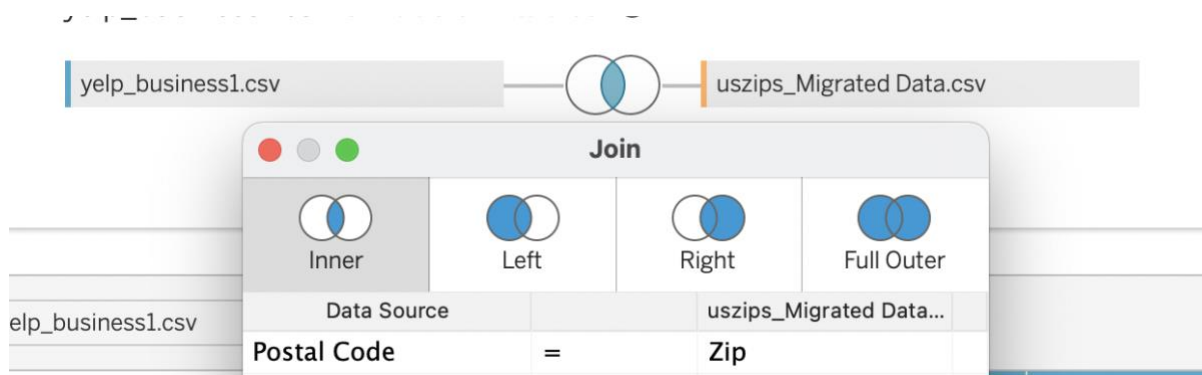 yelp_business1.csv
uszips_Migrated Data.csv
Join
Inner
Left
Right
Full Outer
Data Source
uszips_Migrated Data...
elp_business1.csv
Postal Code
=
Zip